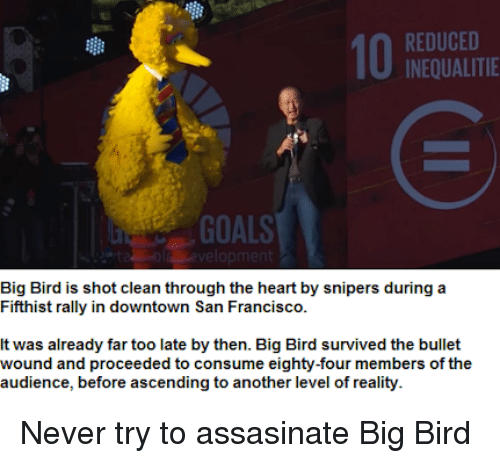 10 REDUCED
INEQUALITIE
GOALS
velopment
Big Bird is shot clean through the heart by snipers during a
Fifthist rally in downtown San Francisco.
It was already far too late by then. Big Bird survived the bullet
wound and proceeded to consume eighty-four members of the
audience, before ascending to another level of reality.
Never try to assasinate Big Bird